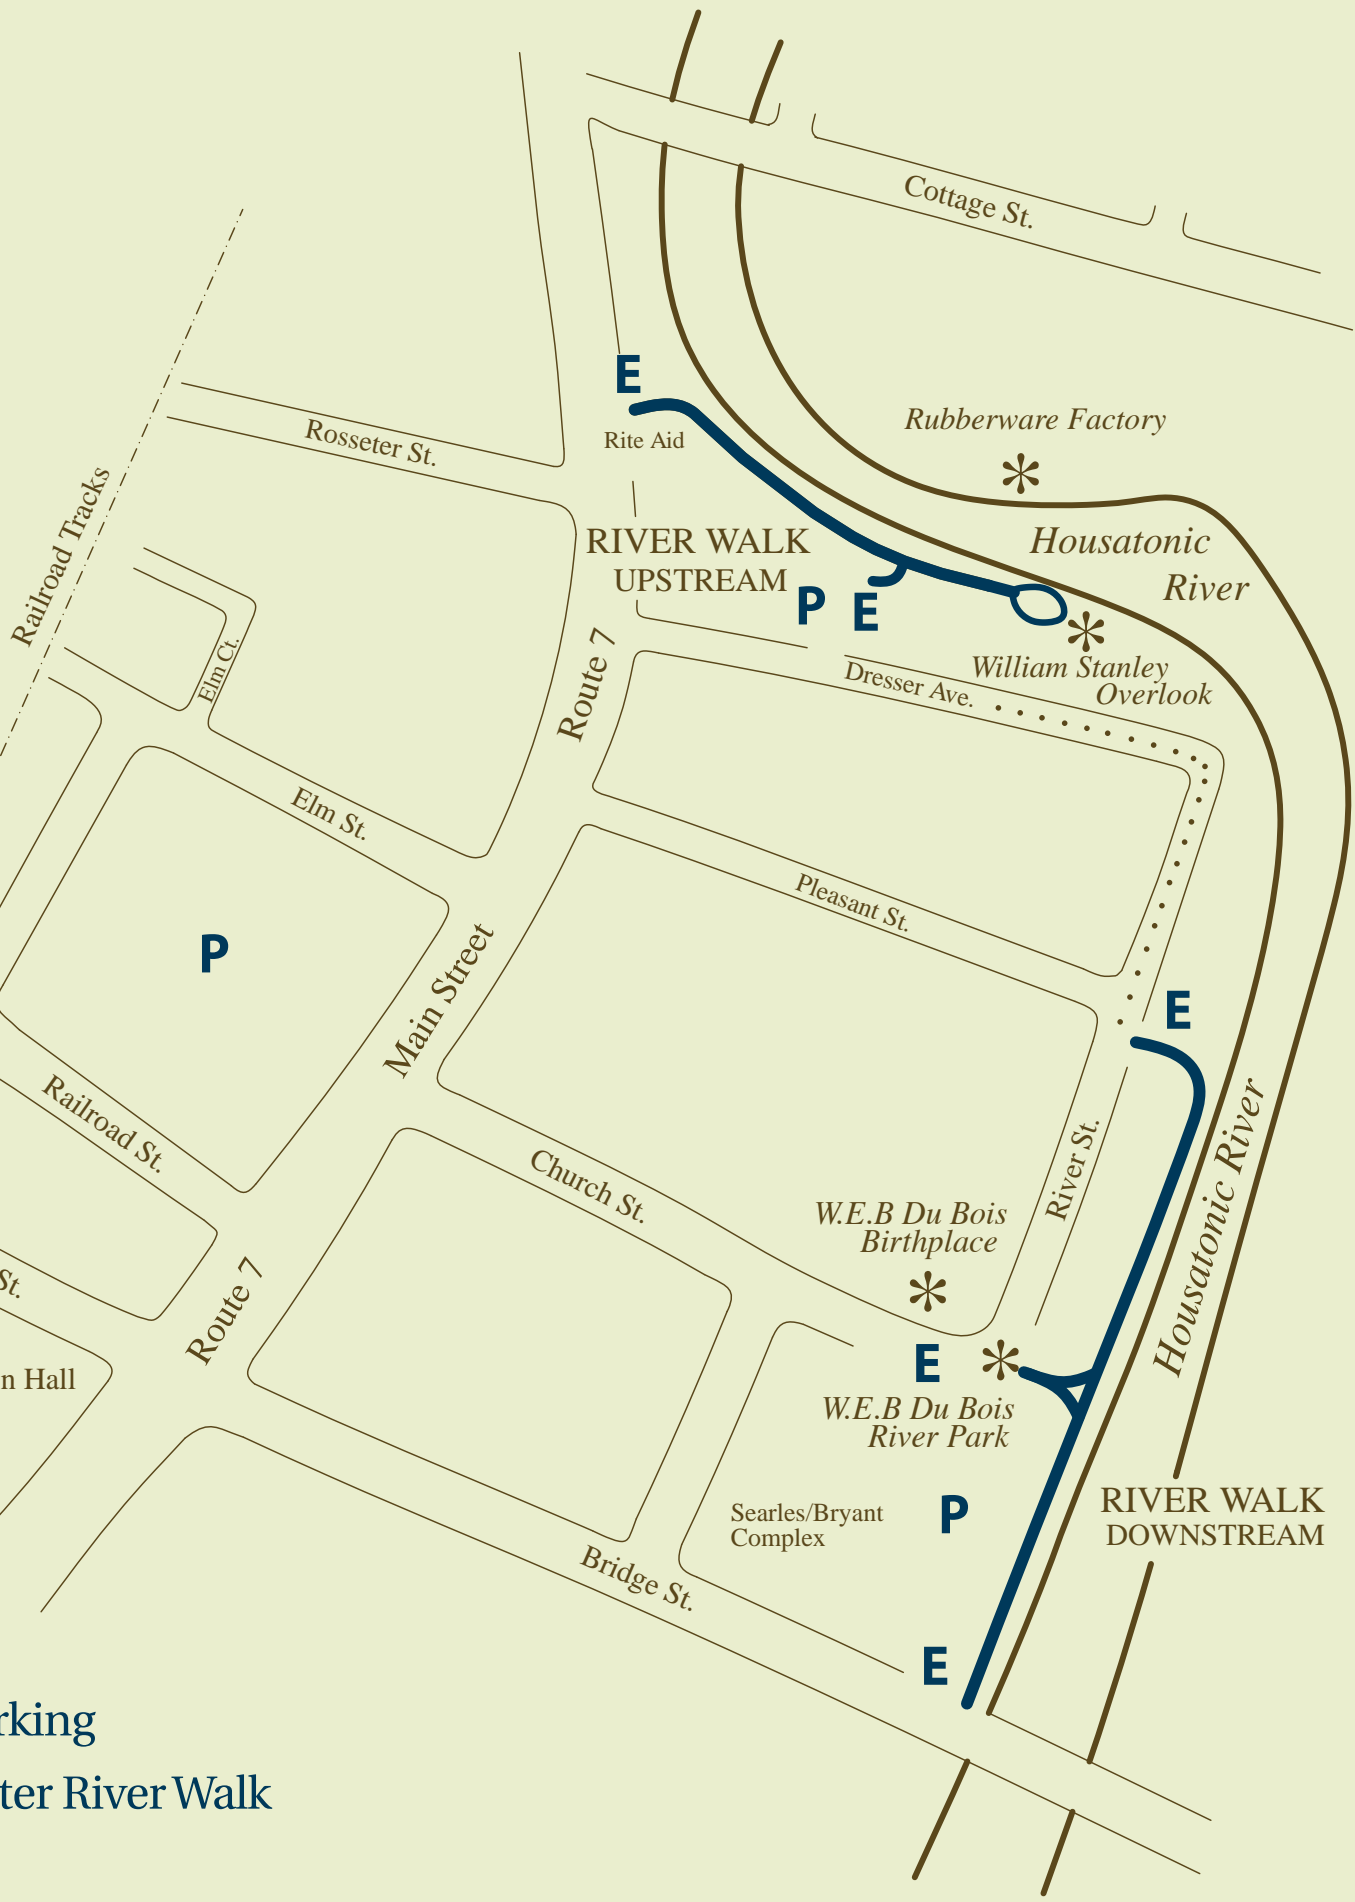 Cottage St.
E
Rite Aid
Rubberware Factory
Rosseter St.
Railroad Tracks
RIVER WALK
UPSTREAM
Housatonic
River
P
E
Elm Ct.
Route 7
William Stanley
Overlook
Dresser Ave.
Elm St.
Pleasant St.
P
Main Street
E
Railroad St.
Church St.
River St.
Housatonic River
W.E.B Du Bois
Birthplace
St.
Route 7
E
n Hall
W.E.B Du Bois
River Park
Searles/Bryant
Complex
P
RIVER WALK
DOWNSTREAM
Bridge St.
E
rking
ter River Walk